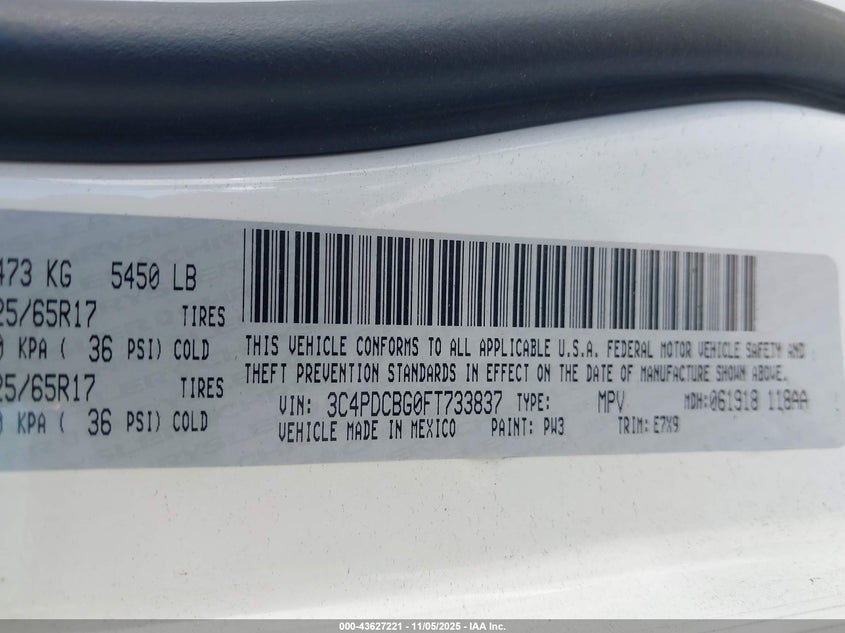 473 KG 5450 LB
25/65R17 TIRES
0 KPA ( 36 PSI) COLD
25/65R17 TIRES
0 KPA ( 36 PSI) COLD
THIS VEHICLE CONFORMS TO ALL APPLICABLE U.S.A. FEDERAL MOTOR VEHICLE SAFETY AND
THEFT PREVENTION STANDARDS IN EFFECT ON THE DATE OF MANUFACTURE SHOWN ABOVE.
VIN: 3C4PDCBG0FT733837 TYPE: MPV MDH:061918 118AA
VEHICLE MADE IN MEXICO PAINT: PW3 TRIM: E7X9
000-43627221 - 11/05/2025 - IAA Inc.